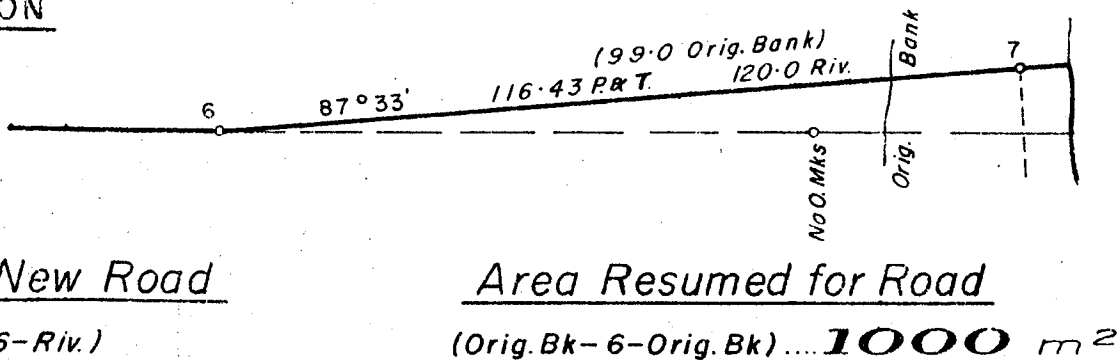 ON
(99·0 Orig. Bank)
6 87°33' 116·43 P.&T. 120·0 Riv. Orig. Bank 7
No O. Mks
New Road
6-Riv.)
Area Resumed for Road
(Orig. Bk-6-Orig. Bk) .... 1000 m²